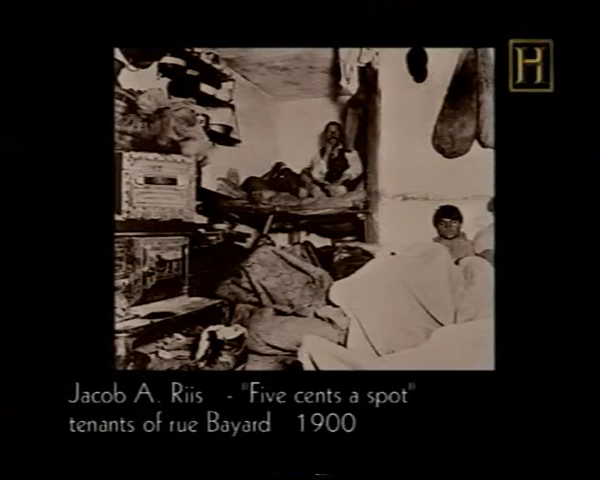 H
Jacob A. Riis - "Five cents a spot"
tenants of rue Bayard 1900